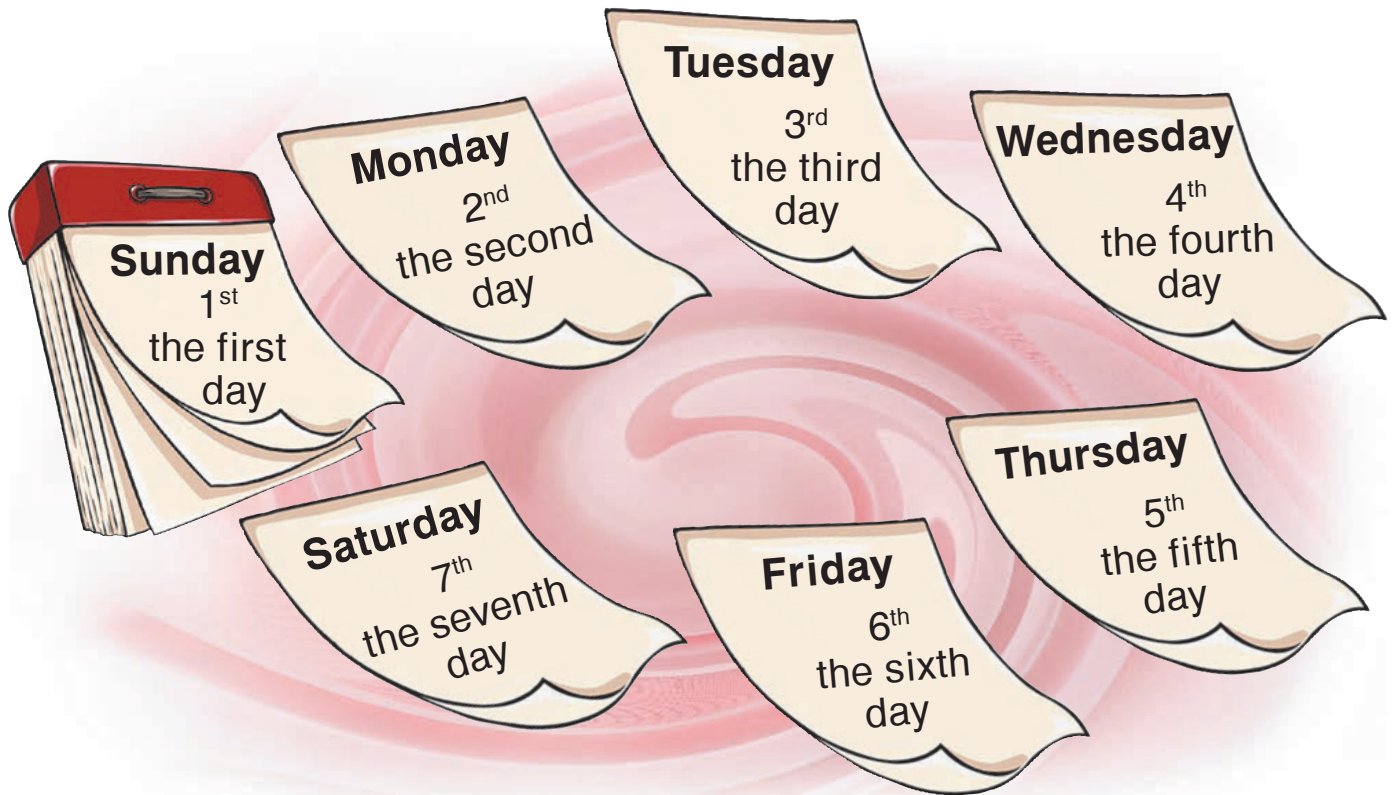 Sunday
1st
the first
day
Monday
2nd
the second
day
Tuesday
3rd
the third
day
Wednesday
4th
the fourth
day
Thursday
5th
the fifth
day
Friday
6th
the sixth
day
Saturday
7th
the seventh
day